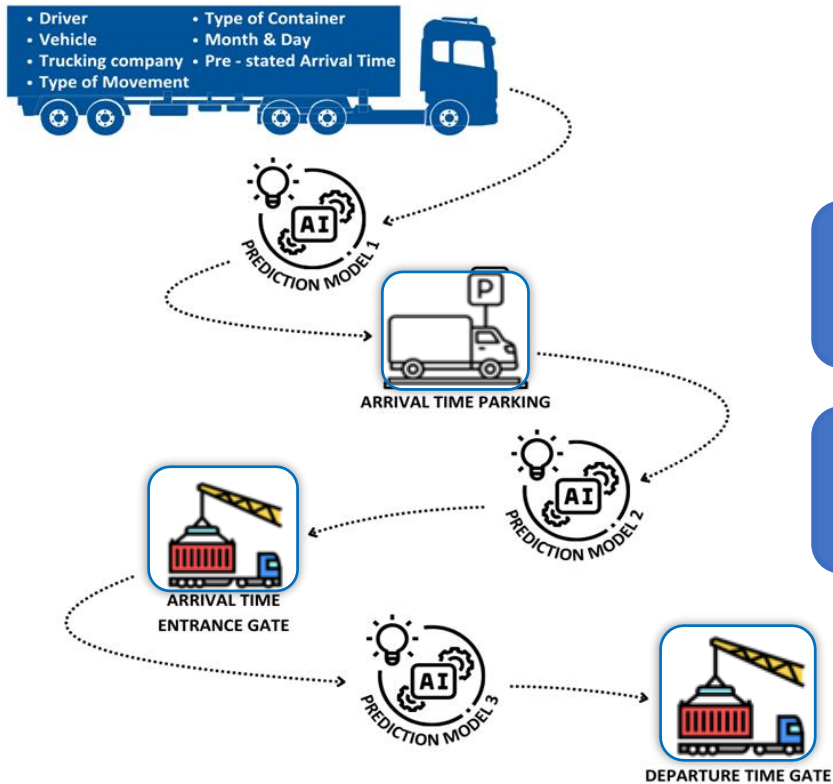 • Driver
• Vehicle
• Trucking company
• Type of Movement
• Type of Container
• Month & Day
• Pre - stated Arrival Time
AI
PREDICTION MODEL 1
P
ARRIVAL TIME PARKING
AI
PREDICTION MODEL 2
ARRIVAL TIME
ENTRANCE GATE
AI
PREDICTION MODEL 3
DEPARTURE TIME GATE